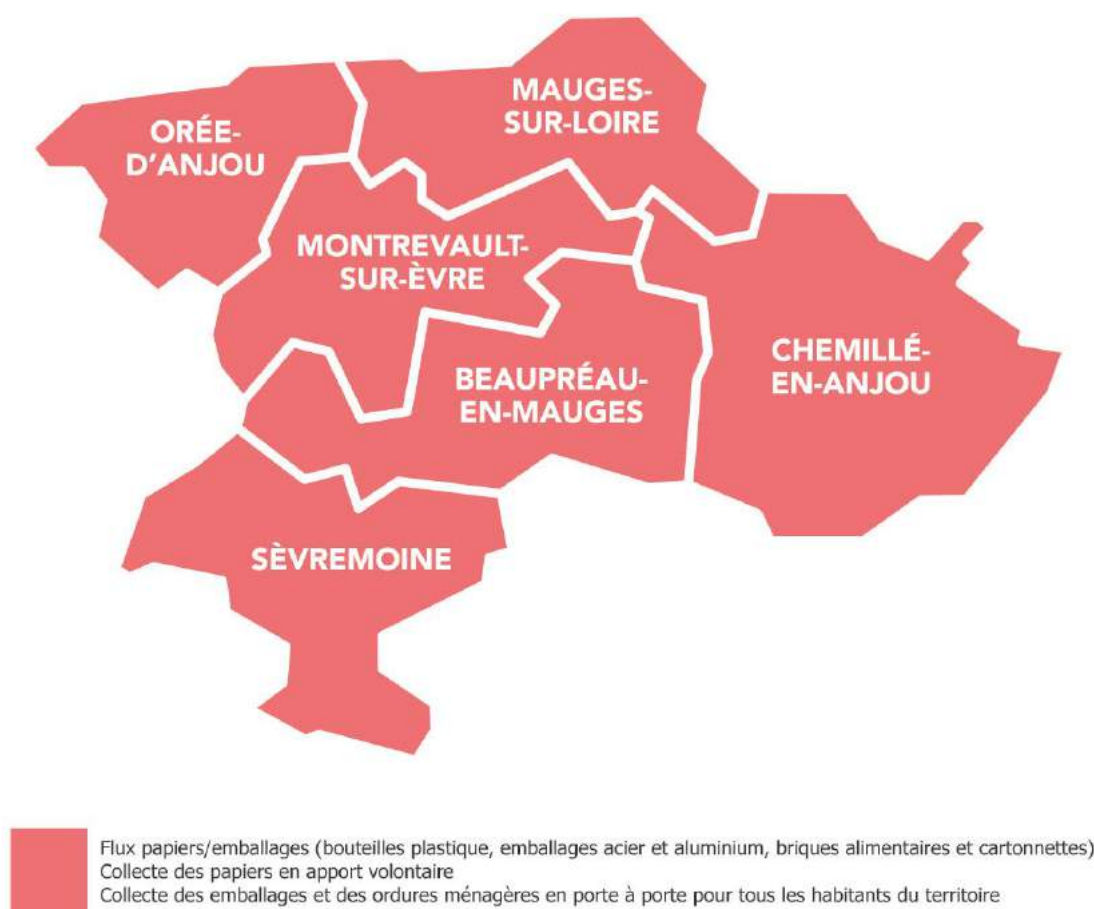 MAUGES-
SUR-LOIRE
ORÉE-
D'ANJOU
MONTREVAULT-
SUR-ÈVRE
CHEMILLÉ-
EN-ANJOU
BEAUPRÉAU-
EN-MAUGES
SÈVREMOINE
Flux papiers/emballages (bouteilles plastique, emballages acier et aluminium, briques alimentaires et cartonnettes)
Collecte des papiers en apport volontaire
Collecte des emballages et des ordures ménagères en porte à porte pour tous les habitants du territoire